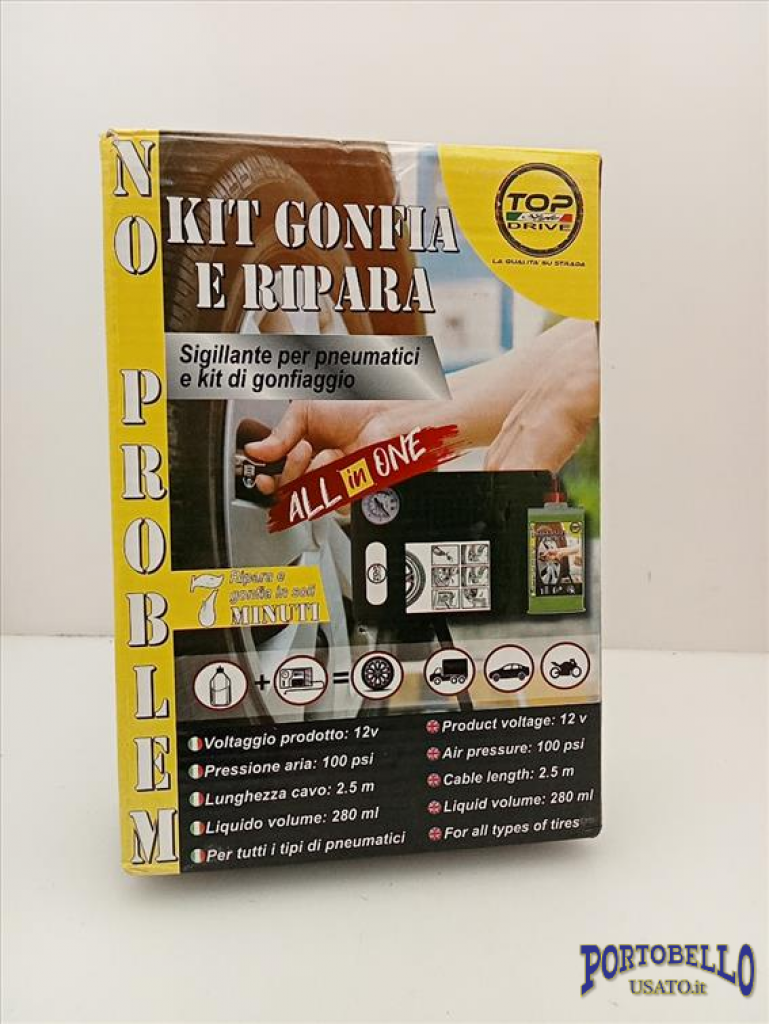 NO PROBLEM
KIT GONFIA
E RIPARA
TOP
Style
DRIVE
LA QUALITA' SU STRADA
Sigillante per pneumatici
e kit di gonfiaggio
ALL in ONE
7
Ripara e
gonfia in soli
MINUTI
Voltaggio prodotto: 12v
Pressione aria: 100 psi
Lunghezza cavo: 2.5 m
Liquido volume: 280 ml
Per tutti i tipi di pneumatici
Product voltage: 12 v
Air pressure: 100 psi
Cable length: 2.5 m
Liquid volume: 280 ml
For all types of tires
PORTOBELLO
USATO.it